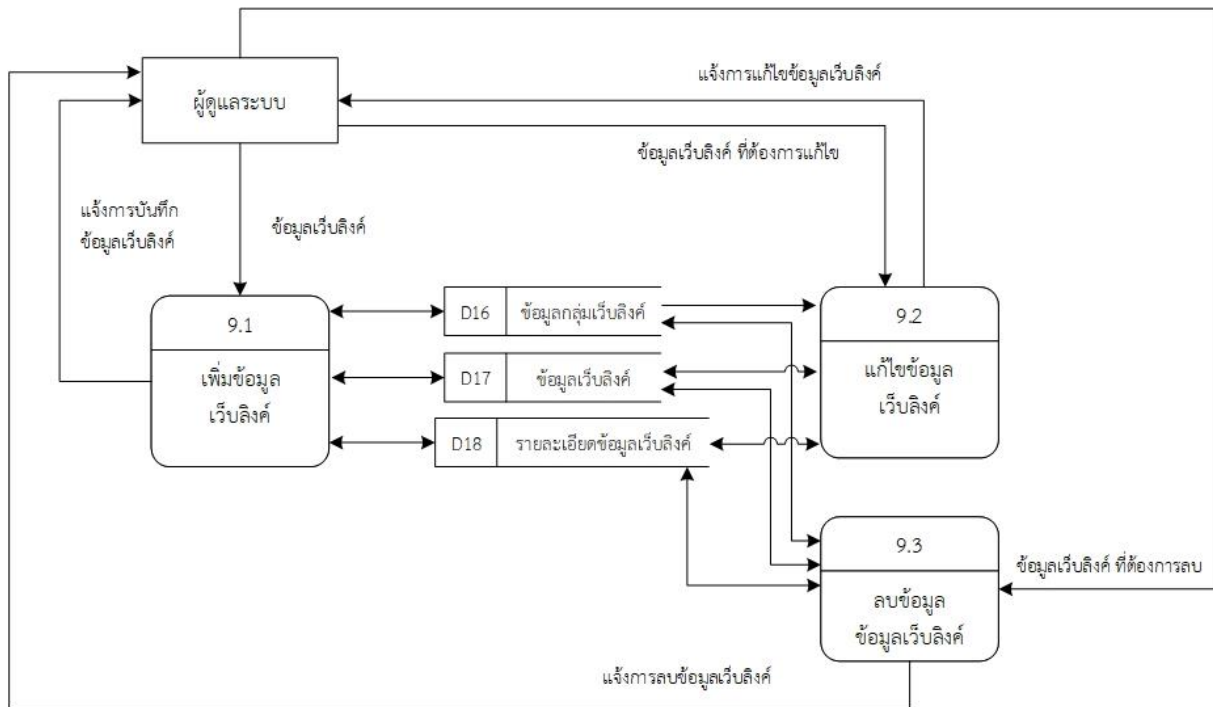 แจ้งการแก้ไขข้อมูลเว็บลิงค์
ผู้ดูแลระบบ
ข้อมูลเว็บลิงค์ ที่ต้องการแก้ไข
แจ้งการบันทึก
ข้อมูลเว็บลิงค์
ข้อมูลเว็บลิงค์
9.1
เพิ่มข้อมูล
เว็บลิงค์
D16
ข้อมูลกลุ่มเว็บลิงค์
D17
ข้อมูลเว็บลิงค์
D18
รายละเอียดข้อมูลเว็บลิงค์
9.2
แก้ไขข้อมูล
เว็บลิงค์
9.3
ลบข้อมูล
ข้อมูลเว็บลิงค์
ข้อมูลเว็บลิงค์ ที่ต้องการลบ
แจ้งการลบข้อมูลเว็บลิงค์